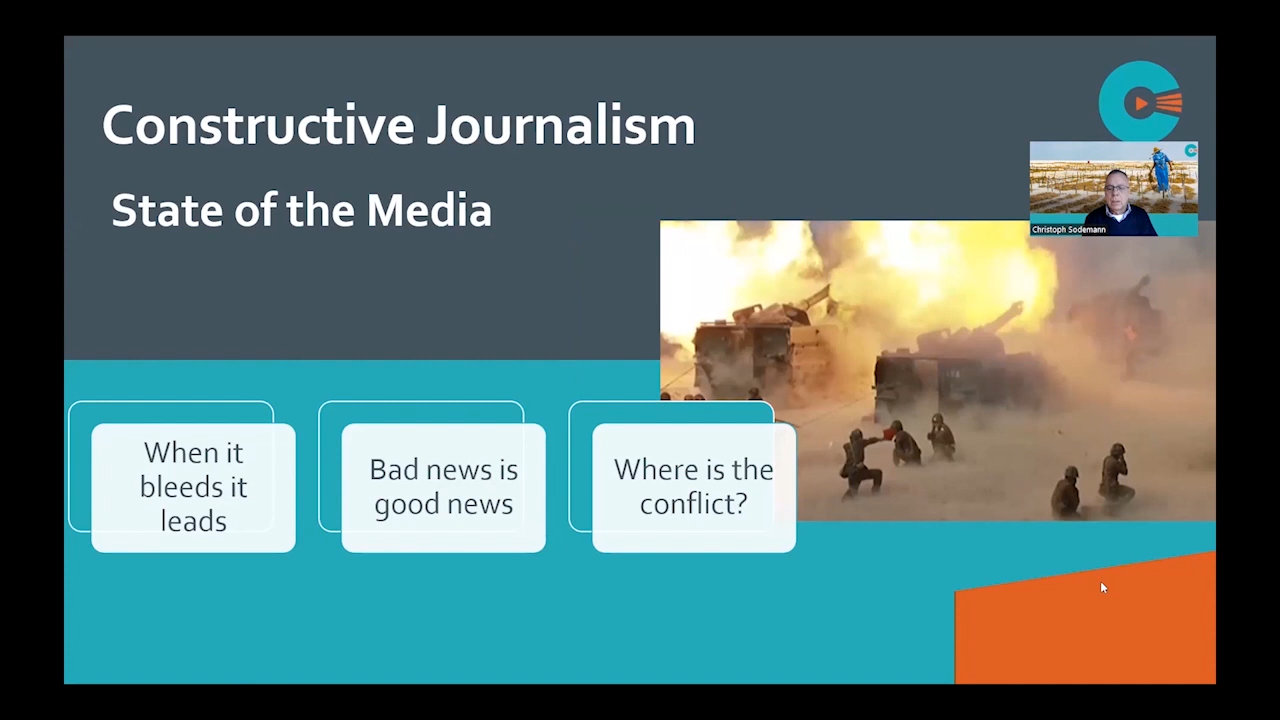 Constructive Journalism
State of the Media
Christoph Sodemann
When it
bleeds it
leads
Bad news is
good news
Where is the
conflict?